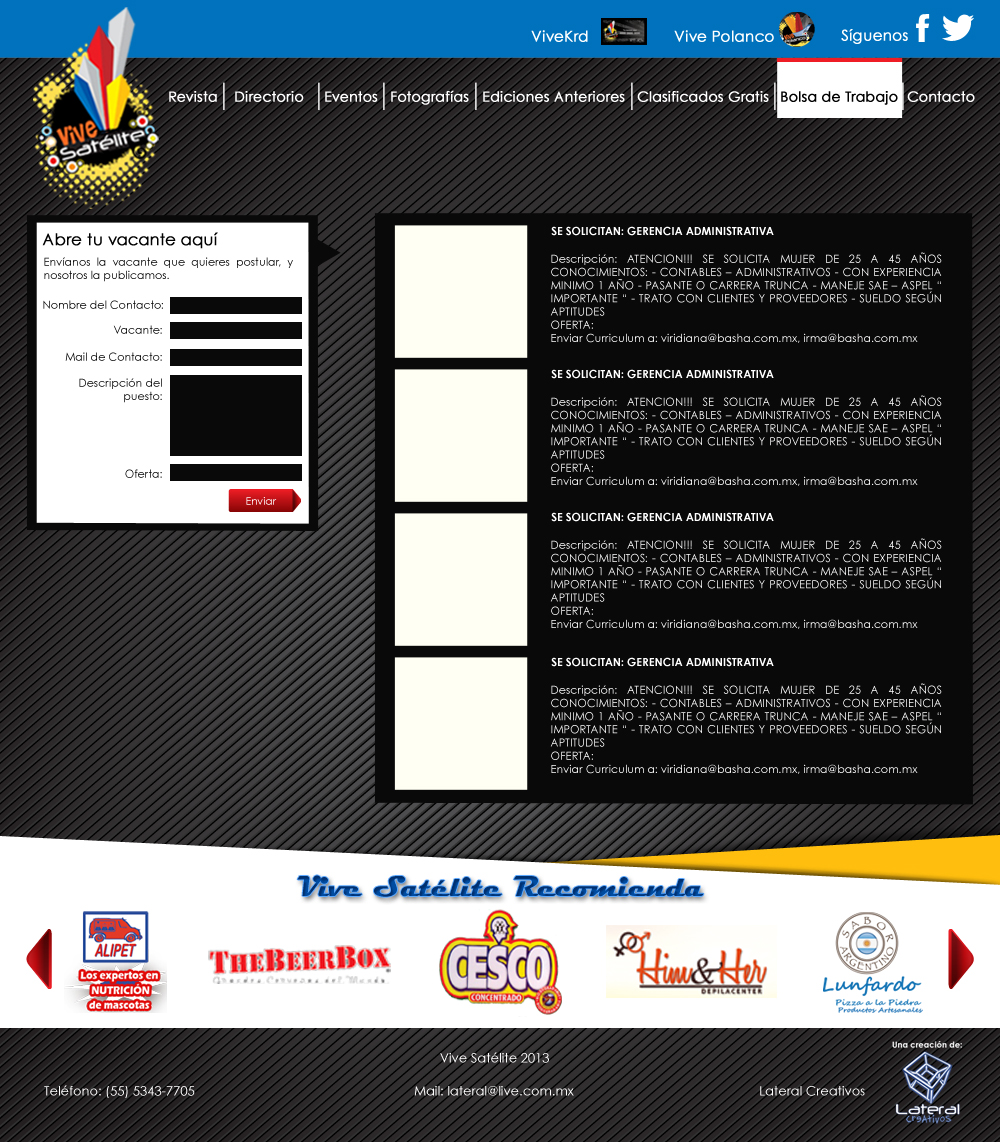 ViveKrd
Vive Polanco
Síguenos
Vive
Satélite
Revista
Directorio
Eventos
Fotografías
Ediciones Anteriores
Clasificados Gratis
Bolsa de Trabajo
Contacto
Abre tu vacante aquí
Envíanos la vacante que quieres postular, y
nosotros la publicamos.
Nombre del Contacto:
Vacante:
Mail de Contacto:
Descripción del
puesto:
Oferta:
Enviar
SE SOLICITAN: GERENCIA ADMINISTRATIVA
Descripción: ATENCION!!! SE SOLICITA MUJER DE 25 A 45 AÑOS
CONOCIMIENTOS: - CONTABLES – ADMINISTRATIVOS - CON EXPERIENCIA
MINIMO 1 AÑO - PASANTE O CARRERA TRUNCA - MANEJE SAE – ASPEL “
IMPORTANTE “ - TRATO CON CLIENTES Y PROVEEDORES - SUELDO SEGÚN
APTITUDES
OFERTA:
Enviar Curriculum a: viridiana@basha.com.mx, irma@basha.com.mx
SE SOLICITAN: GERENCIA ADMINISTRATIVA
Descripción: ATENCION!!! SE SOLICITA MUJER DE 25 A 45 AÑOS
CONOCIMIENTOS: - CONTABLES – ADMINISTRATIVOS - CON EXPERIENCIA
MINIMO 1 AÑO - PASANTE O CARRERA TRUNCA - MANEJE SAE – ASPEL “
IMPORTANTE “ - TRATO CON CLIENTES Y PROVEEDORES - SUELDO SEGÚN
APTITUDES
OFERTA:
Enviar Curriculum a: viridiana@basha.com.mx, irma@basha.com.mx
SE SOLICITAN: GERENCIA ADMINISTRATIVA
Descripción: ATENCION!!! SE SOLICITA MUJER DE 25 A 45 AÑOS
CONOCIMIENTOS: - CONTABLES – ADMINISTRATIVOS - CON EXPERIENCIA
MINIMO 1 AÑO - PASANTE O CARRERA TRUNCA - MANEJE SAE – ASPEL “
IMPORTANTE “ - TRATO CON CLIENTES Y PROVEEDORES - SUELDO SEGÚN
APTITUDES
OFERTA:
Enviar Curriculum a: viridiana@basha.com.mx, irma@basha.com.mx
SE SOLICITAN: GERENCIA ADMINISTRATIVA
Descripción: ATENCION!!! SE SOLICITA MUJER DE 25 A 45 AÑOS
CONOCIMIENTOS: - CONTABLES – ADMINISTRATIVOS - CON EXPERIENCIA
MINIMO 1 AÑO - PASANTE O CARRERA TRUNCA - MANEJE SAE – ASPEL “
IMPORTANTE “ - TRATO CON CLIENTES Y PROVEEDORES - SUELDO SEGÚN
APTITUDES
OFERTA:
Enviar Curriculum a: viridiana@basha.com.mx, irma@basha.com.mx
Vive Satélite Recomienda
ALIPET
Los expertos en
NUTRICIÓN
de mascotas
THEBEERBOX
Grandes Cervezas del Mundo
CESCO
CONCENTRADO
Him&Her
DEPILACENTER
SABOR
ARGENTINO
Lunfardo
Pizza a la Piedra
Productos Artesanales
Vive Satélite 2013
Teléfono: (55) 5343-7705
Mail: lateral@live.com.mx
Lateral Creativos
Una creación de:
Lateral
creativos